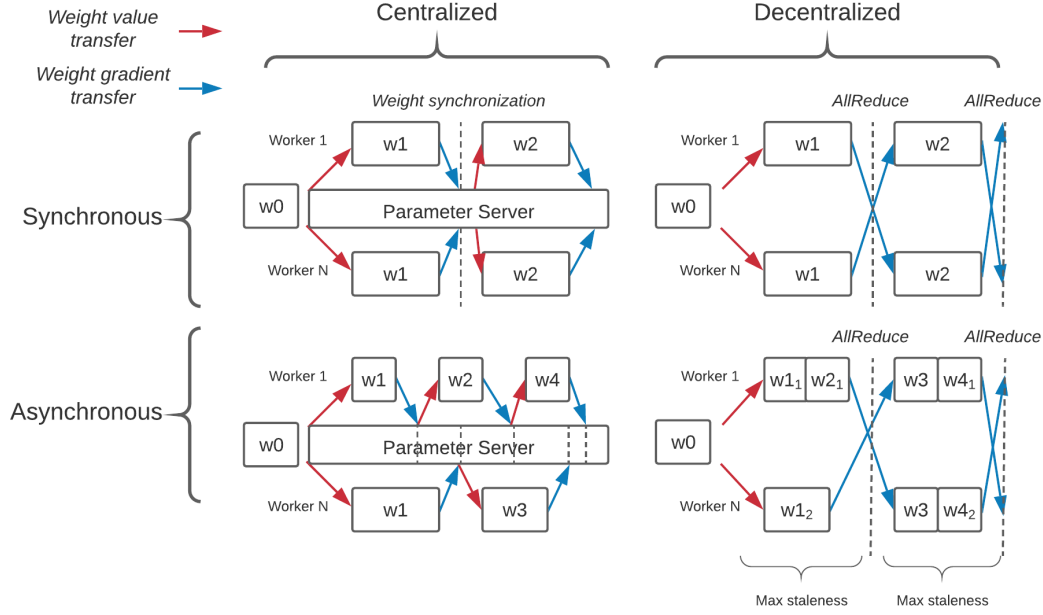 Weight value
transfer
Weight gradient
transfer
Centralized
Decentralized
Synchronous
Weight synchronization
Worker 1
w1
w2
w0
Parameter Server
Worker N
w1
w2
AllReduce
AllReduce
Worker 1
w1
w2
w0
Worker N
w1
w2
Asynchronous
Worker 1
w1
w2
w4
w0
Parameter Server
Worker N
w1
w3
AllReduce
AllReduce
Worker 1
w1₁
w2₁
w3
w4₁
w0
Worker N
w1₂
w3
w4₂
Max staleness
Max staleness